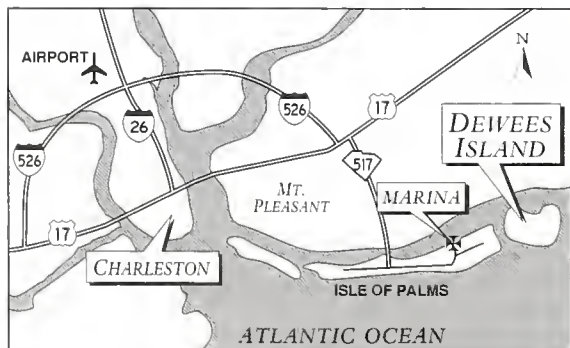 AIRPORT
N
526
17
26
526
DEWEES
ISLAND
517
MT.
PLEASANT
MARINA
17
CHARLESTON
ISLE OF PALMS
ATLANTIC OCEAN